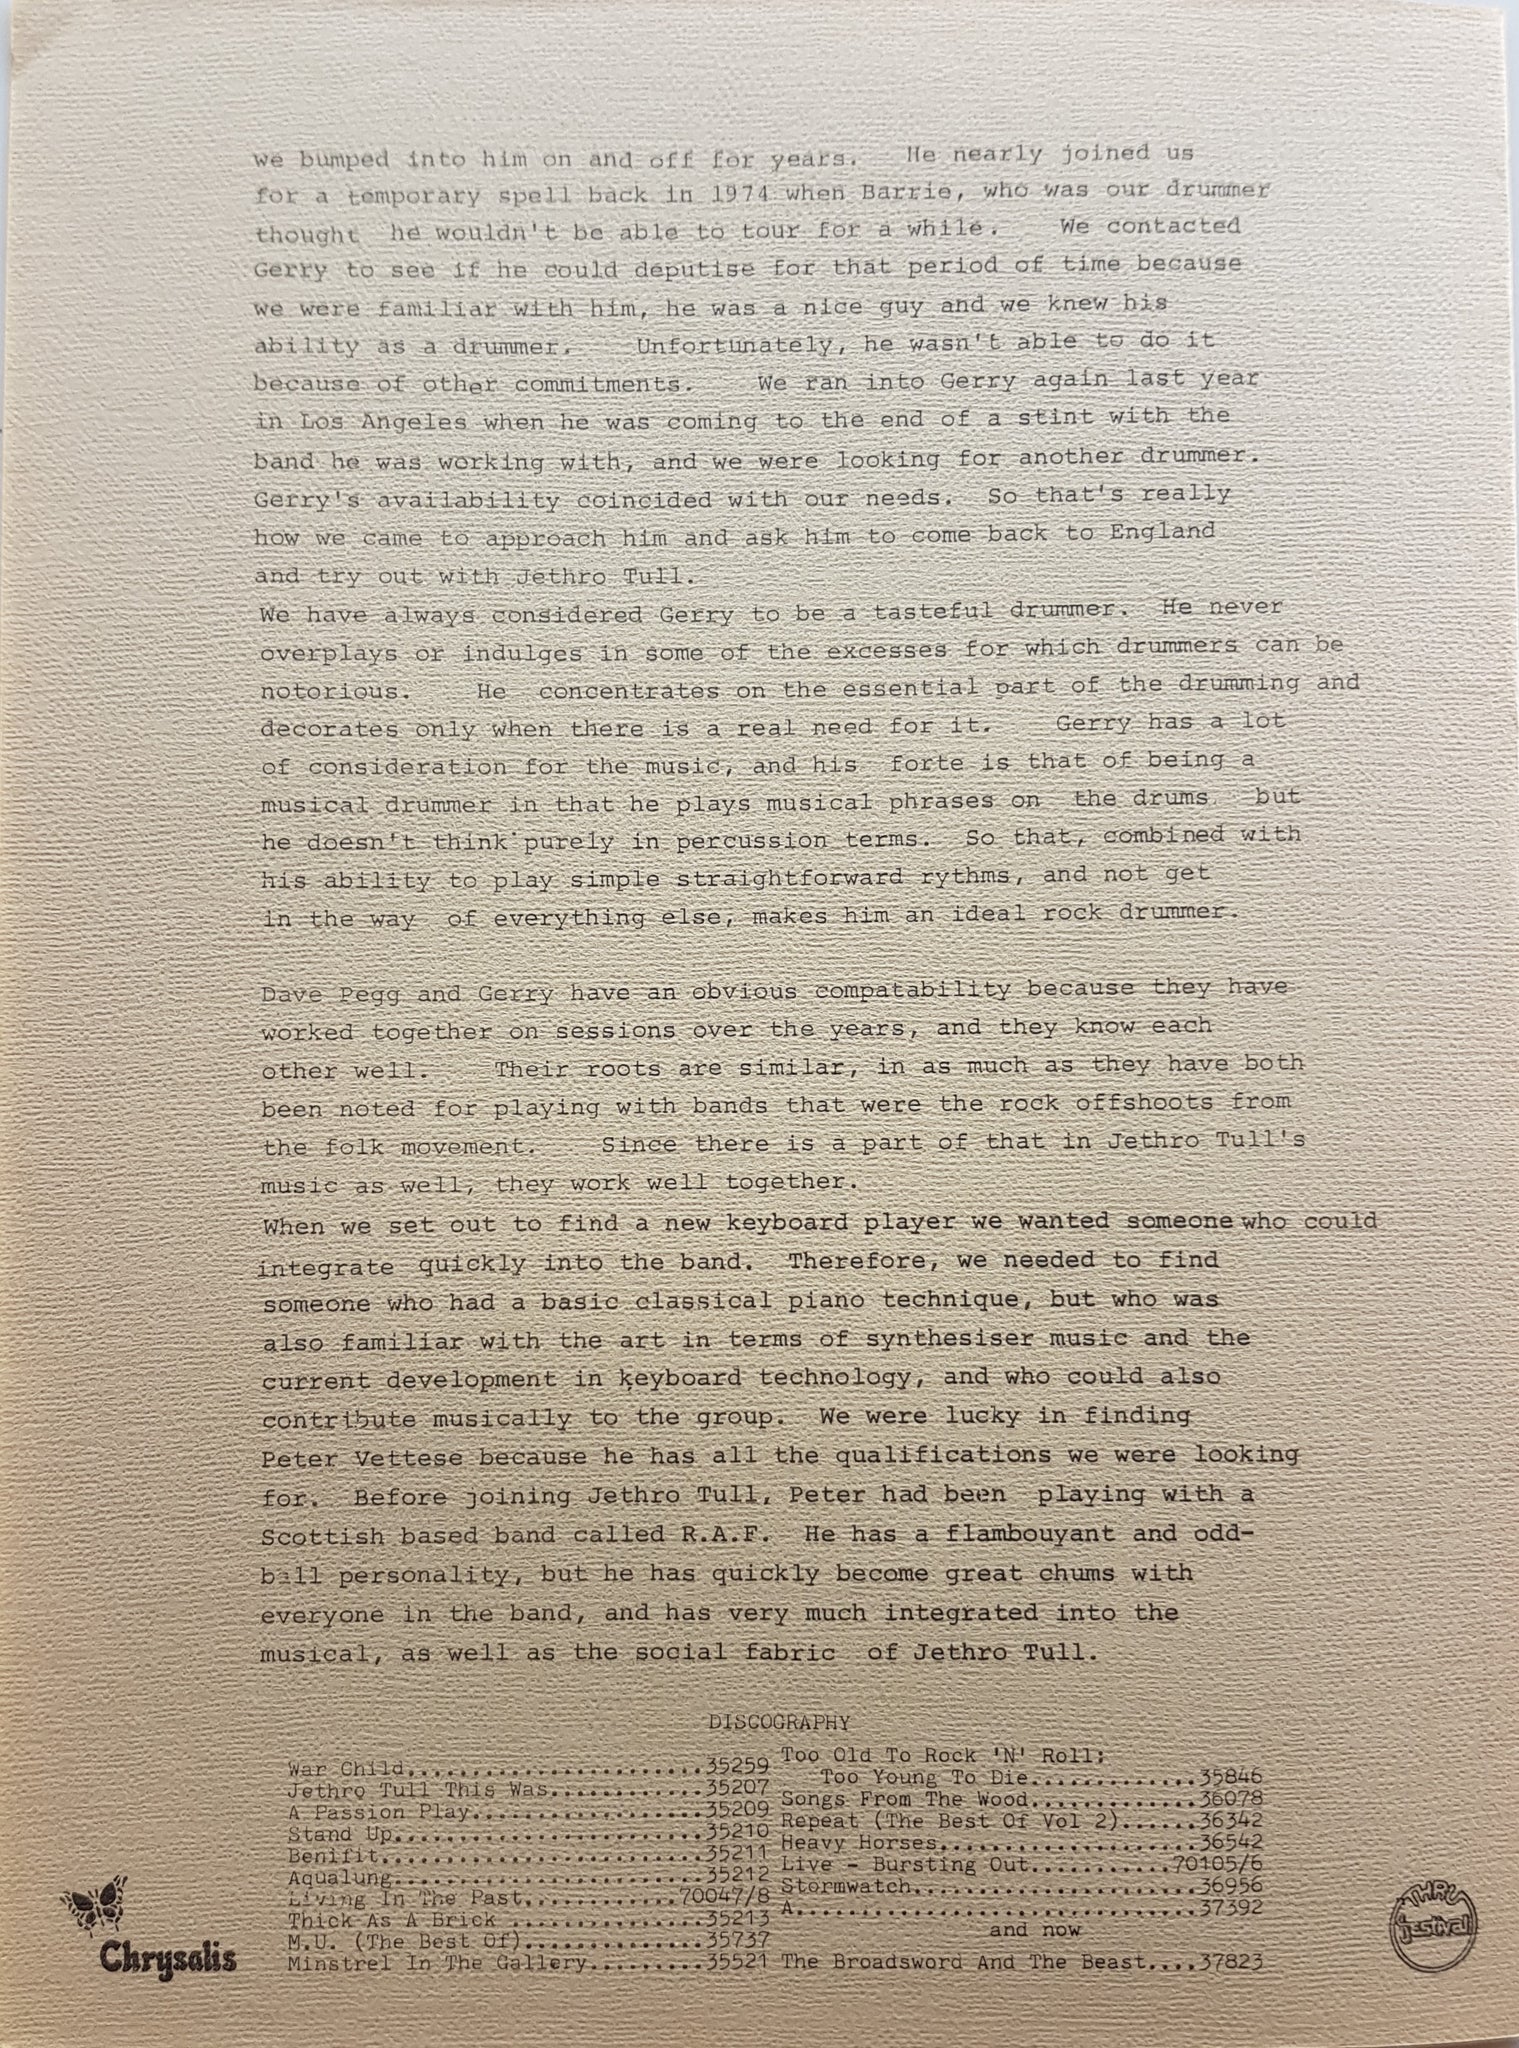 we bumped into him on and off for years. He nearly joined us
for a temporary spell back in 1974 when Barrie, who was our drummer
thought he wouldn't be able to tour for a while. We contacted
Gerry to see if he could deputise for that period of time because
we were familiar with him, he was a nice guy and we knew his
ability as a drummer. Unfortunately, he wasn't able to do it
because of other commitments. We ran into Gerry again last year
in Los Angeles when he was coming to the end of a stint with the
band he was working with, and we were looking for another drummer.
Gerry's availability coincided with our needs. So that's really
how we came to approach him and ask him to come back to England
and try out with Jethro Tull.
We have always considered Gerry to be a tasteful drummer. He never
overplays or indulges in some of the excesses for which drummers can be
notorious. He concentrates on the essential part of the drumming and
decorates only when there is a real need for it. Gerry has a lot
of consideration for the music, and his forte is that of being a
musical drummer in that he plays musical phrases on the drums, but
he doesn't think purely in percussion terms. So that, combined with
his ability to play simple straightforward rythms, and not get
in the way of everything else, makes him an ideal rock drummer.
Dave Pegg and Gerry have an obvious compatability because they have
worked together on sessions over the years, and they know each
other well. Their roots are similar, in as much as they have both
been noted for playing with bands that were the rock offshoots from
the folk movement. Since there is a part of that in Jethro Tull's
music as well, they work well together.
When we set out to find a new keyboard player we wanted someone who could
integrate quickly into the band. Therefore, we needed to find
someone who had a basic classical piano technique, but who was
also familiar with the art in terms of synthesiser music and the
current development in keyboard technology, and who could also
contribute musically to the group. We were lucky in finding
Peter Vettese because he has all the qualifications we were looking
for. Before joining Jethro Tull, Peter had been playing with a
Scottish based band called R.A.F. He has a flambouyant and odd-
ball personality, but he has quickly become great chums with
everyone in the band, and has very much integrated into the
musical, as well as the social fabric of Jethro Tull.
DISCOGRAPHY
War Child......................35259
Jethro Tull This Was...........35207
A Passion Play.................35209
Stand Up.......................35210
Benifit........................35211
Aqualung.......................35212
Living In The Past...........70047/8
Thick As A Brick ..............35213
M.U. (The Best Of).............35737
Minstrel In The Gallery........35521
Too Old To Rock 'N' Roll:
Too Young To Die.............35846
Songs From The Wood.............36078
Repeat (The Best Of Vol 2)......36342
Heavy Horses....................36542
Live - Bursting Out...........70105/6
Stormwatch......................36956
A...............................37392
and now
The Broadsword And The Beast....37823
Chrysalis
THRU
festival